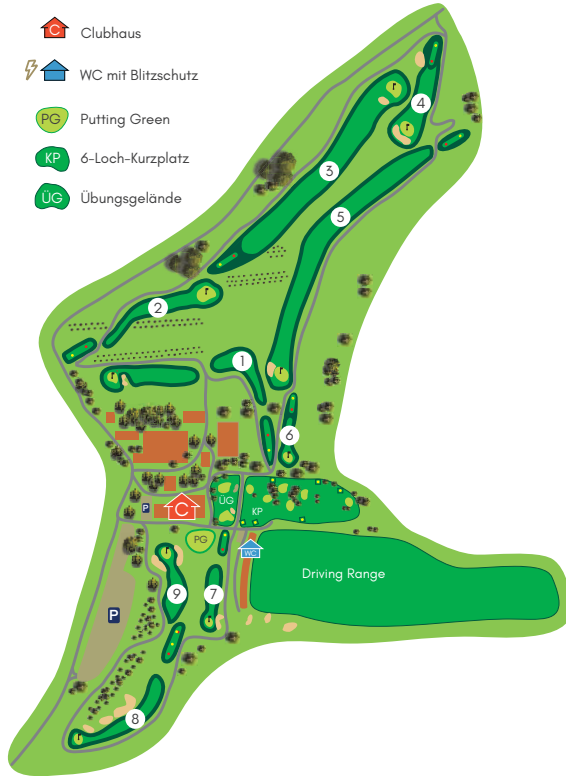 C Clubhaus
WC mit Blitzschutz
PG Putting Green
KP 6-Loch-Kurzplatz
ÜG Übungsgelände
4
3
5
2
1
6
ÜG
KP
P
C
PG
WC
Driving Range
9
7
P
8